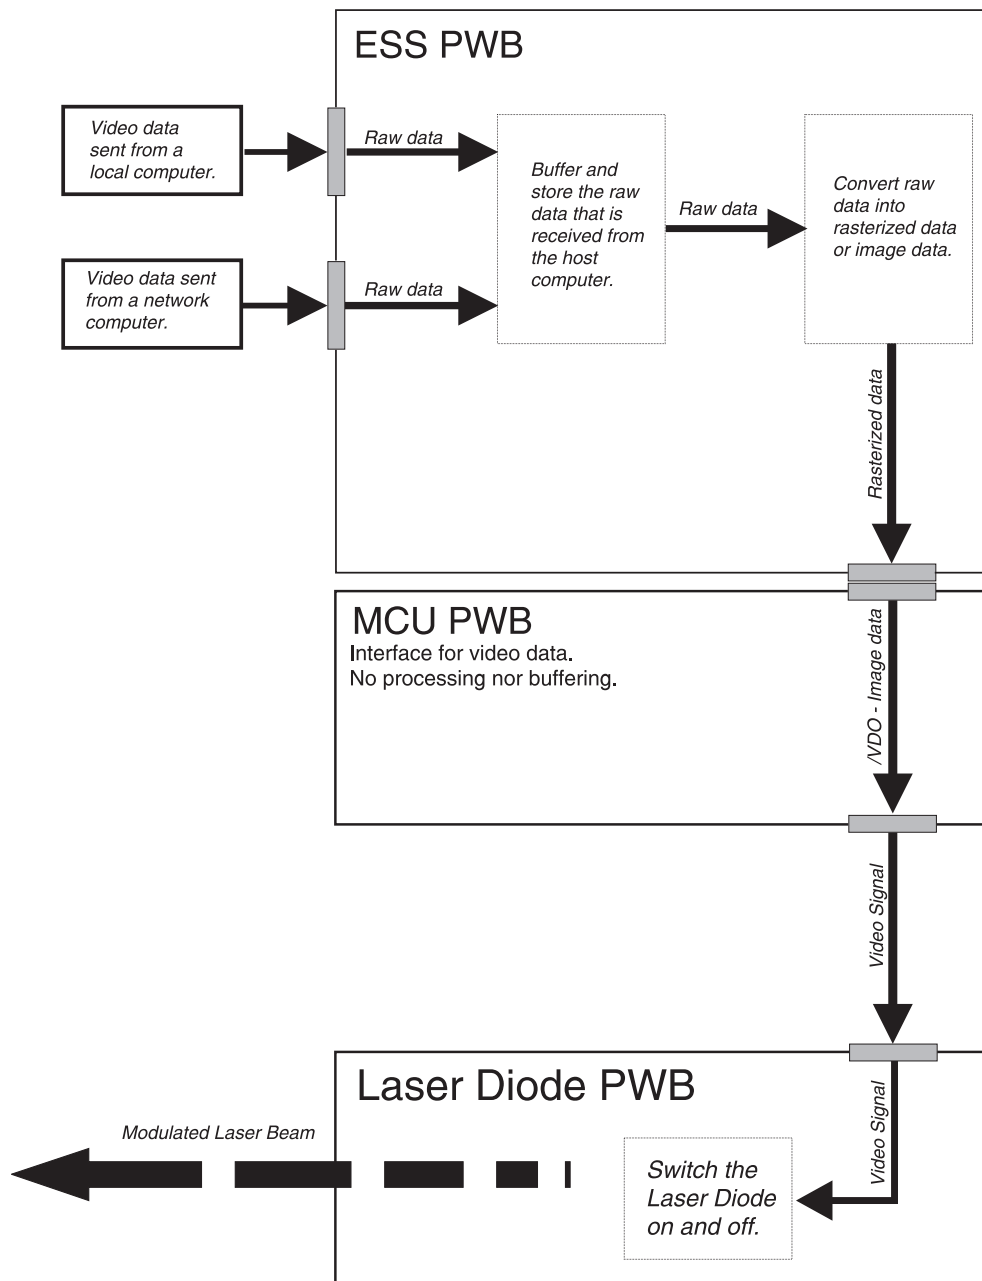 ESS PWB
Video data
sent from a
local computer.
Raw data
Buffer and
store the raw
data that is
received from
the host
computer.
Raw data
Convert raw
data into
rasterized data
or image data.
Video data sent
from a network
computer.
Raw data
Rasterized data
MCU PWB
Interface for video data.
No processing nor buffering.
/VDO - Image data
Video Signal
Laser Diode PWB
Video Signal
Modulated Laser Beam
Switch the
Laser Diode
on and off.